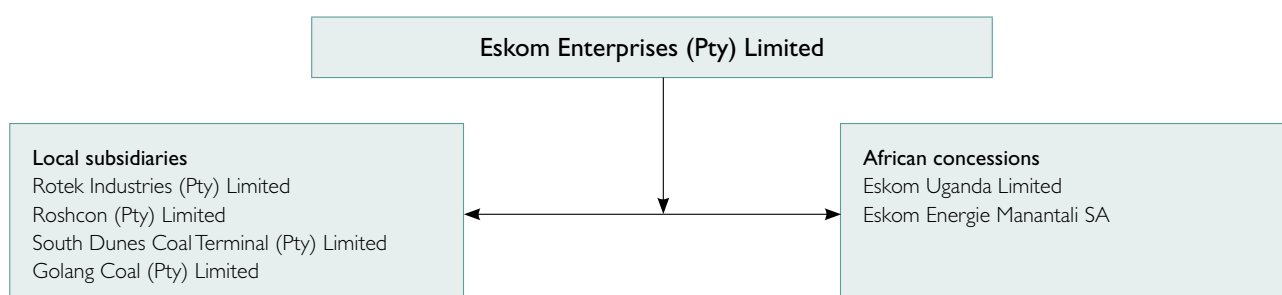 Eskom Enterprises (Pty) Limited
Local subsidiaries
Rotek Industries (Pty) Limited
Roshcon (Pty) Limited
South Dunes Coal Terminal (Pty) Limited
Golang Coal (Pty) Limited
African concessions
Eskom Uganda Limited
Eskom Energie Manantali SA